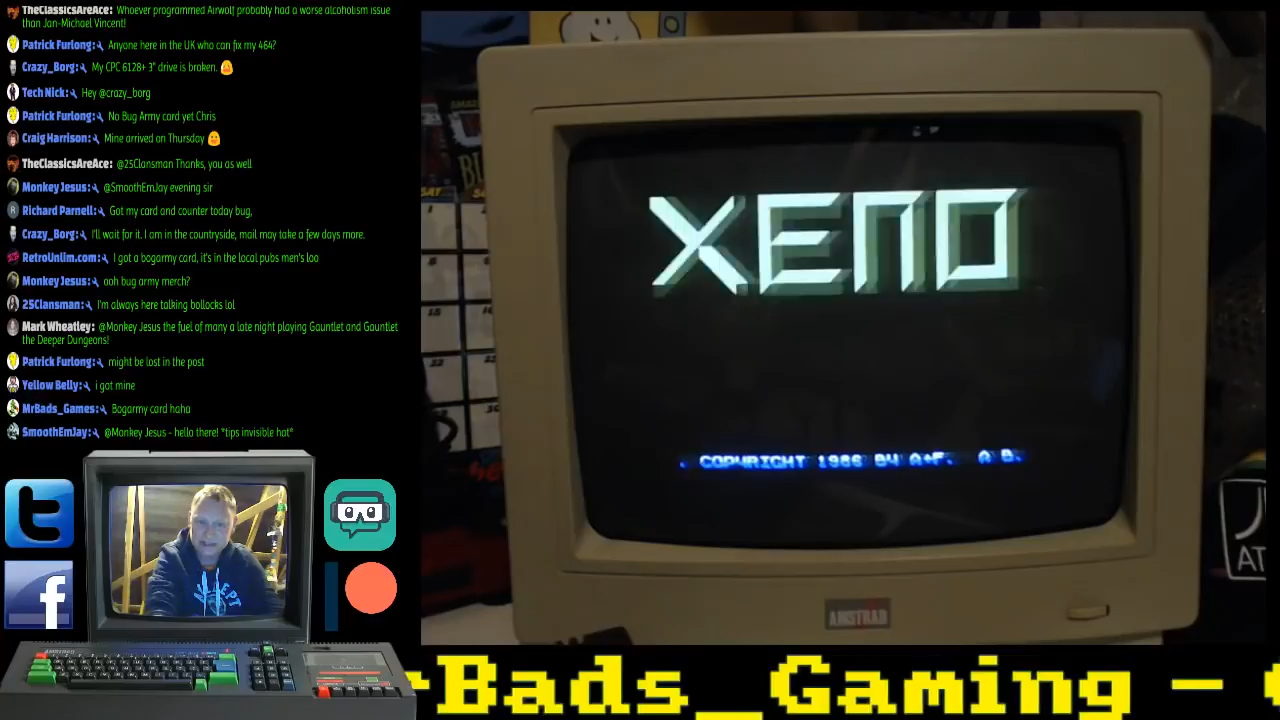 TheClassicsAreAce: Whoever programmed Airwolf probably had a worse alcoholism issue
than Jan-Michael Vincent!
Patrick Furlong: Anyone here in the UK who can fix my 464?
Crazy_Borg: My CPC 6128+ 3" drive is broken.
Tech Nick: Hey @crazy_borg
Patrick Furlong: No Bug Army card yet Chris
Craig Harrison: Mine arrived on Thursday
TheClassicsAreAce: @25Clansman Thanks, you as well
Monkey Jesus: @SmoothEmJay evening sir
R Richard Parnell: Got my card and counter today bug,
Crazy_Borg: I'll wait for it. I am in the countryside, mail may take a few days more.
RetroUnlim.com: I got a bogarmy card, it's in the local pubs men's loo
Monkey Jesus: ooh bug army merch?
25Clansman: I'm always here talking bollocks lol
Mark Wheatley: @Monkey Jesus the fuel of many a late night playing Gauntlet and Gauntlet
the Deeper Dungeons!
Patrick Furlong: might be lost in the post
Yellow Belly: i got mine
MrBads_Games: Bogarmy card haha
SmoothEmJay: @Monkey Jesus - hello there! *tips invisible hat*
XENO
COPYRIGHT 1986 BY A+F. A B.
AMSTRAD
rBads_Gaming –